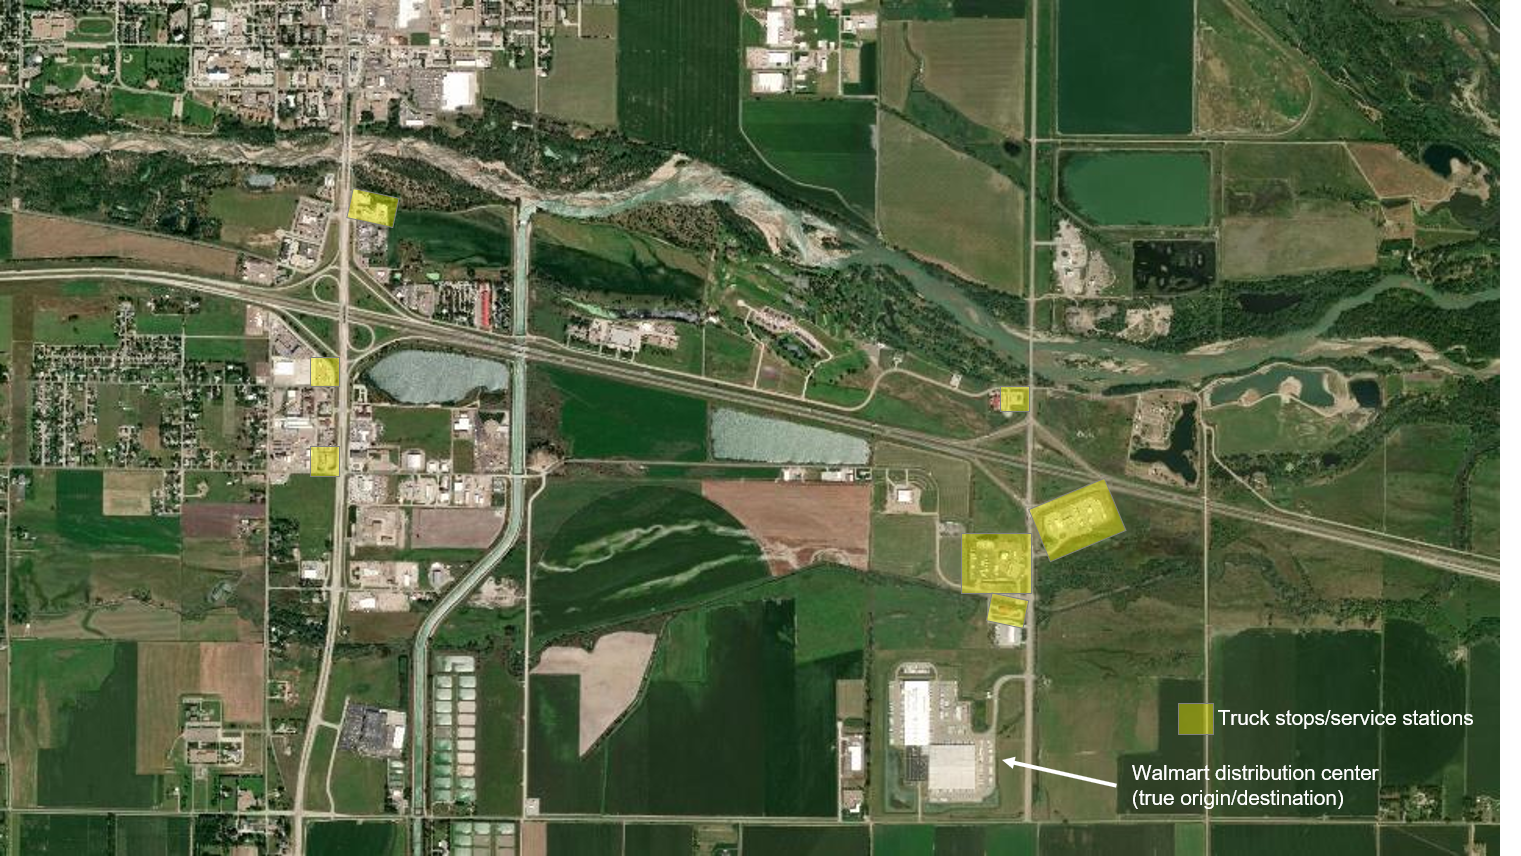 Truck stops/service stations
Walmart distribution center
(true origin/destination)